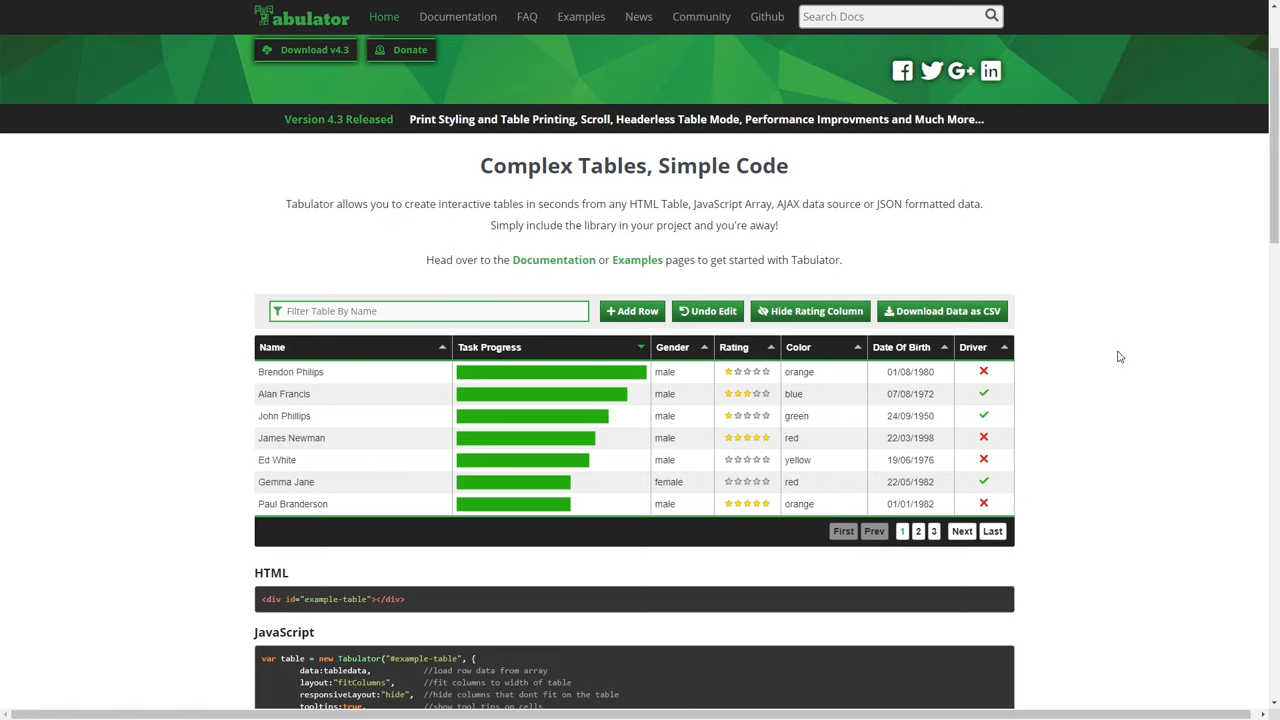 Tabulator Home Documentation FAQ Examples News Community Github Search Docs
Download v4.3 Donate
Version 4.3 Released Print Styling and Table Printing, Scroll, Headerless Table Mode, Performance Improvments and Much More...
Complex Tables, Simple Code
Tabulator allows you to create interactive tables in seconds from any HTML Table, JavaScript Array, AJAX data source or JSON formatted data.
Simply include the library in your project and you're away!
Head over to the Documentation or Examples pages to get started with Tabulator.
Filter Table By Name Add Row Undo Edit Hide Rating Column Download Data as CSV
Name Task Progress Gender Rating Color Date Of Birth Driver
Brendon Philips male orange 01/08/1980
Alan Francis male blue 07/08/1972
John Phillips male green 24/09/1950
James Newman male red 22/03/1998
Ed White male yellow 19/06/1976
Gemma Jane female red 22/05/1982
Paul Branderson male orange 01/01/1982
First Prev 1 2 3 Next Last
HTML
<div id="example-table"></div>
JavaScript
var table = new Tabulator("#example-table", {
data:tabledata, //load row data from array
layout:"fitColumns", //fit columns to width of table
responsiveLayout:"hide", //hide columns that dont fit on the table
tooltips:true, //show tool tips on cells